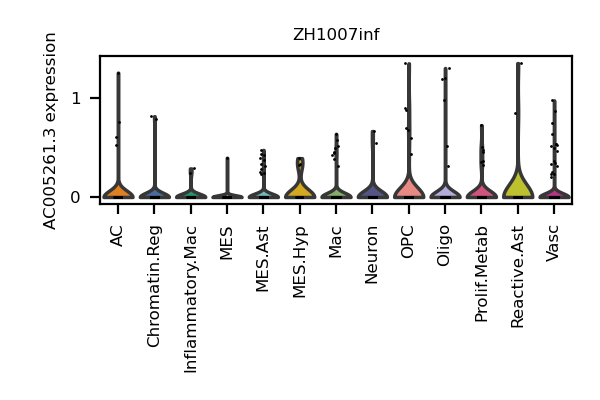 ZH1007inf
AC005261.3 expression
1
0
AC
Chromatin.Reg
Inflammatory.Mac
MES
MES.Ast
MES.Hyp
Mac
Neuron
OPC
Oligo
Prolif.Metab
Reactive.Ast
Vasc